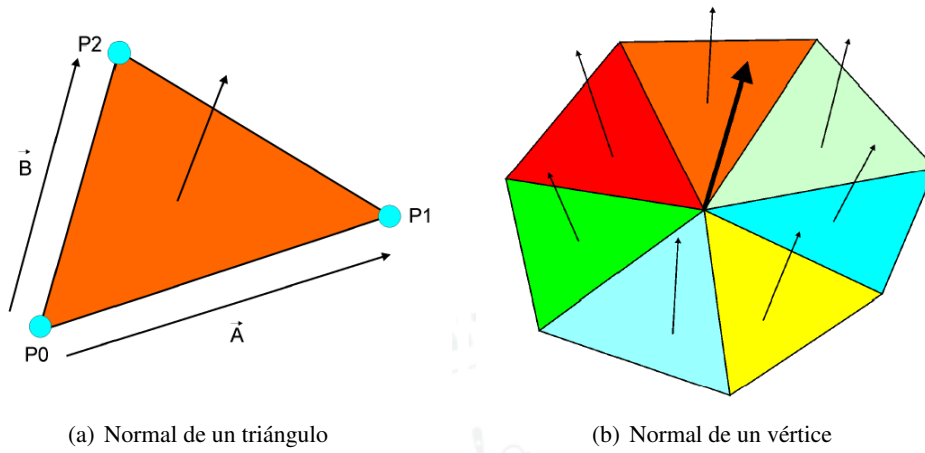 P2
B
P1
A
P0
(a) Normal de un triángulo
(b) Normal de un vértice